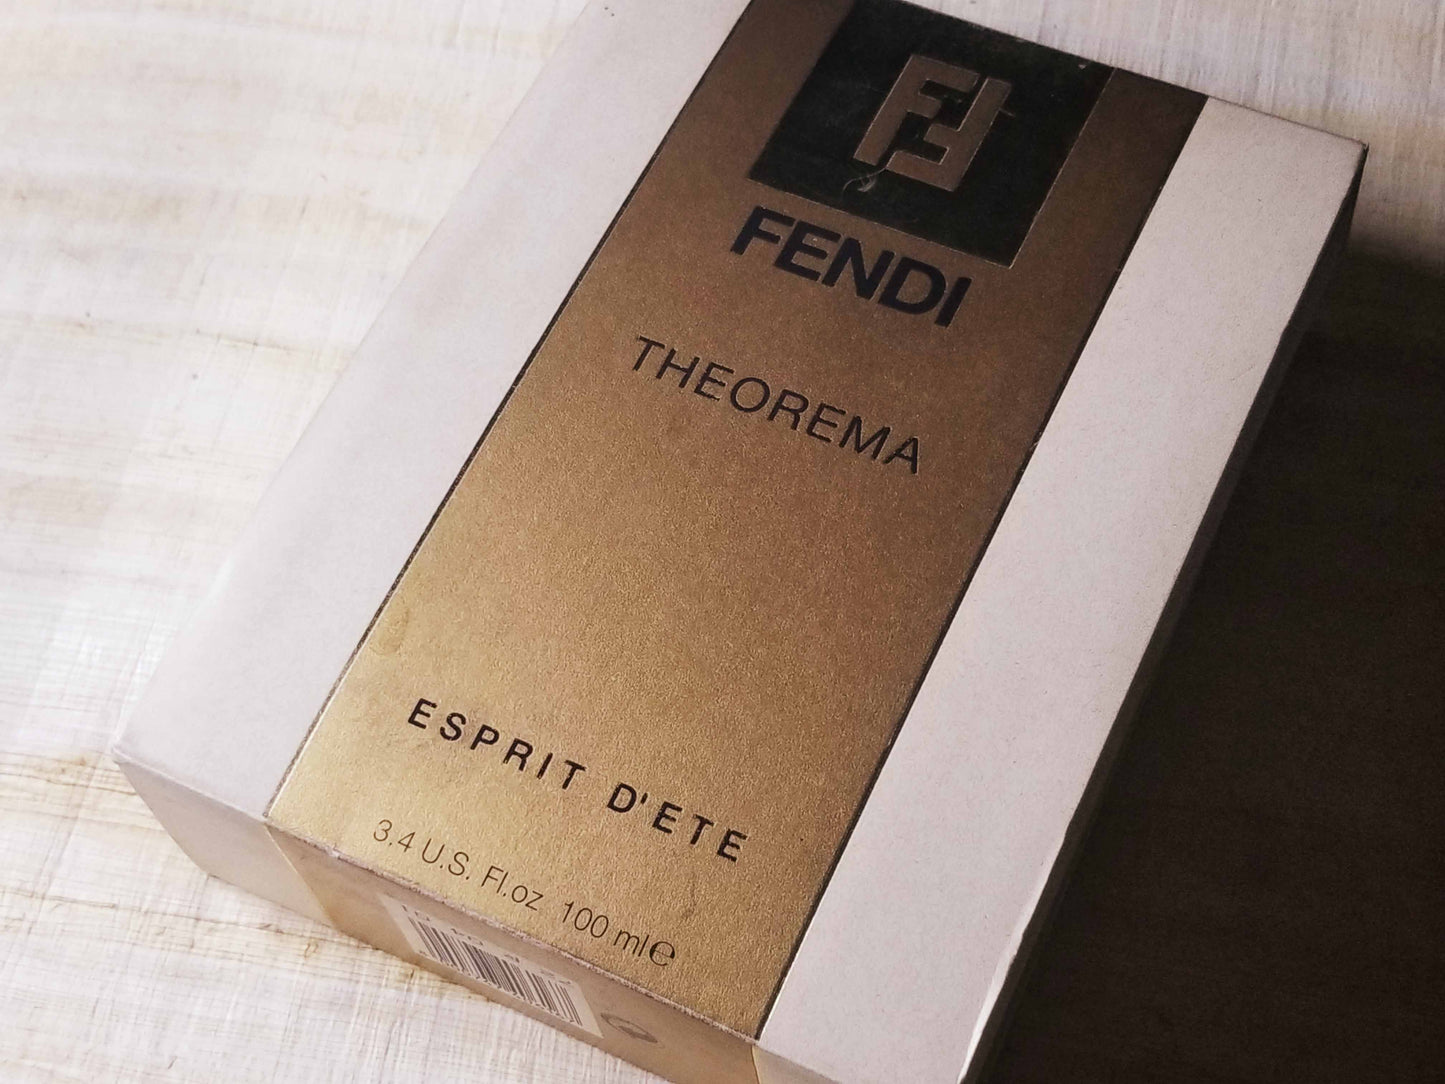 FENDI
THEOREMA
ESPRIT D'ETE
3.4 U.S. Fl.oz 100 ml℮